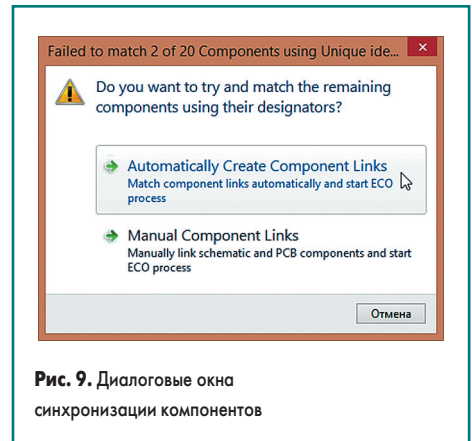 Failed to match 2 of 20 Components using Unique ide...
Do you want to try and match the remaining
components using their designators?
Automatically Create Component Links
Match component links automatically and start ECO
process
Manual Component Links
Manually link schematic and PCB components and start
ECO process
Отмена
Рис. 9. Диалоговые окна
синхронизации компонентов